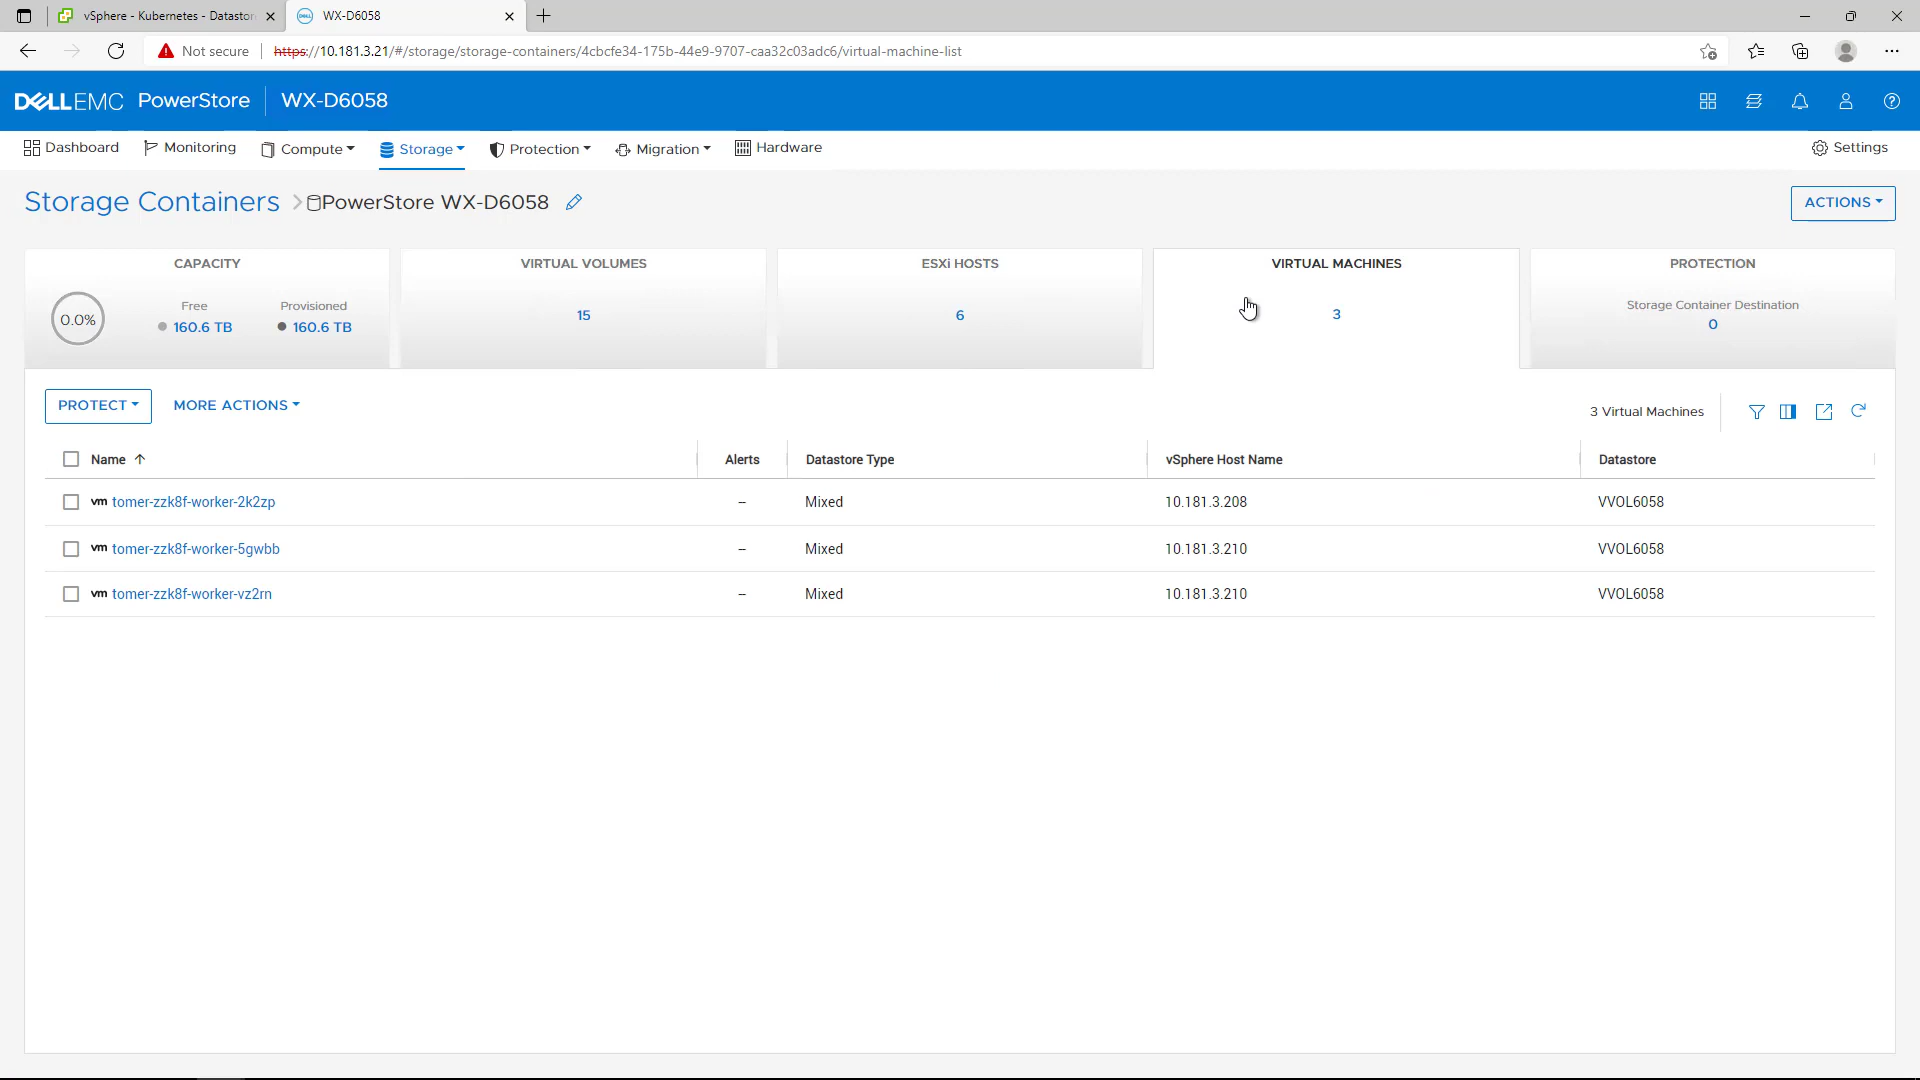 vSphere - Kubernetes - Datastor
WX-D6058
Not secure
https://10.181.3.21/#/storage/storage-containers/4cbcfe34-175b-44e9-9707-caa32c03adc6/virtual-machine-list
DELLEMC PowerStore WX-D6058
Dashboard Monitoring Compute Storage Protection Migration Hardware Settings
Storage Containers PowerStore WX-D6058
ACTIONS
CAPACITY VIRTUAL VOLUMES ESXi HOSTS VIRTUAL MACHINES PROTECTION
0.0% Free Provisioned
160.6 TB 160.6 TB
15
6
3
Storage Container Destination
0
PROTECT MORE ACTIONS 3 Virtual Machines
Name Alerts Datastore Type vSphere Host Name Datastore
vm tomer-zzk8f-worker-2k2zp -- Mixed 10.181.3.208 VVOL6058
vm tomer-zzk8f-worker-5gwbb -- Mixed 10.181.3.210 VVOL6058
vm tomer-zzk8f-worker-vz2rn -- Mixed 10.181.3.210 VVOL6058